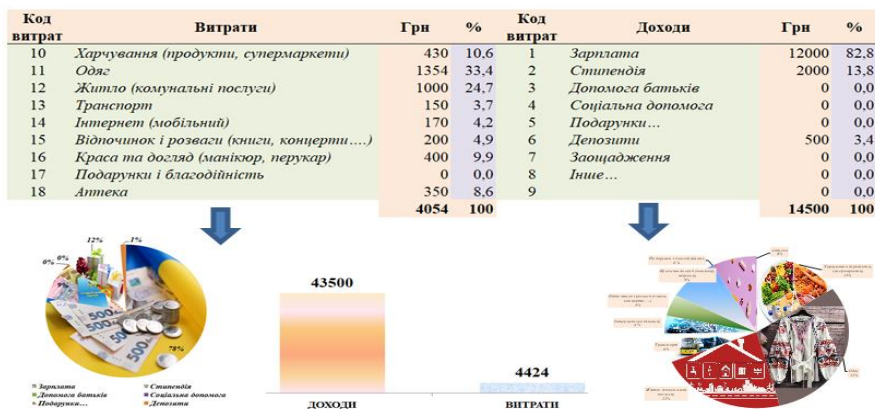 Код витрат Витрати Грн % Код витрат Доходи Грн %
10 Харчування (продукти, супермаркети) 430 10,6 1 Зарплата 12000 82,8
11 Одяг 1354 33,4 2 Стипендія 2000 13,8
12 Житло (комунальні послуги) 1000 24,7 3 Допомога батьків 0 0,0
13 Транспорт 150 3,7 4 Соціальна допомога 0 0,0
14 Інтернет (мобільний) 170 4,2 5 Подарунки… 0 0,0
15 Відпочинок і розваги (книги, концерти….) 200 4,9 6 Депозити 500 3,4
16 Краса та догляд (манікюр, перукар) 400 9,9 7 Заощадження 0 0,0
17 Подарунки і благодійність 0 0,0 8 Інше… 0 0,0
18 Аптека 350 8,6 9 0 0,0
4054 100 14500 100
0% 0% 12% 1%
43500
4424
78%
Зарплата Стипендія
Допомога батьків Соціальна допомога
Подарунки… Депозити
ДОХОДИ ВИТРАТИ